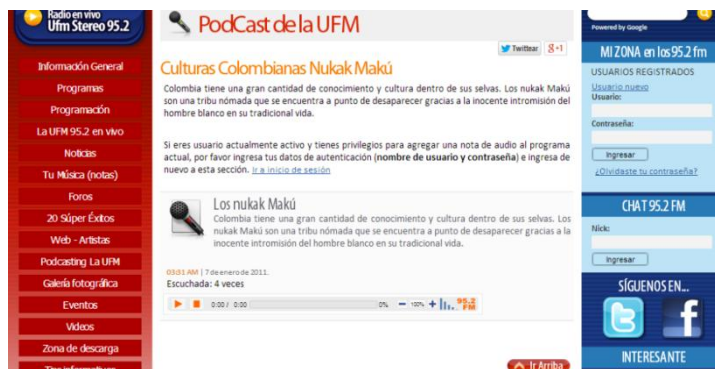 Radio en vivo
Ufm Stereo 95.2
Información General
Programas
Programación
La UFM 95.2 en vivo
Noticias
Tu Música (notas)
Foros
20 Súper Éxitos
Web - Artistas
Podcasting La UFM
Galería fotográfica
Eventos
Videos
Zona de descarga
PodCast de la UFM
Twittear
+1
Culturas Colombianas Nukak Makú
Colombia tiene una gran cantidad de conocimiento y cultura dentro de sus selvas. Los nukak Makú
son una tribu nómada que se encuentra a punto de desaparecer gracias a la inocente intromisión del
hombre blanco en su tradicional vida.
Si eres usuario actualmente activo y tienes privilegios para agregar una nota de audio al programa
actual, por favor ingresa tus datos de autenticación (nombre de usuario y contraseña) e ingresa de
nuevo a esta sección. Ir a inicio de sesión
Los nukak Makú
Colombia tiene una gran cantidad de conocimiento y cultura dentro de sus selvas. Los
nukak Makú son una tribu nómada que se encuentra a punto de desaparecer gracias a la
inocente intromisión del hombre blanco en su tradicional vida.
03:31 AM | 7 de enero de 2011.
Escuchada: 4 veces
0:00 / 0:00 0% 100% 95.2 FM
Ir Arriba
Powered by Google
MI ZONA en los 95.2 fm
USUARIOS REGISTRADOS
Usuario nuevo
Usuario:
Contraseña:
Ingresar
¿Olvidaste tu contraseña?
CHAT 95.2 FM
Nick:
Ingresar
SÍGUENOS EN...
INTERESANTE